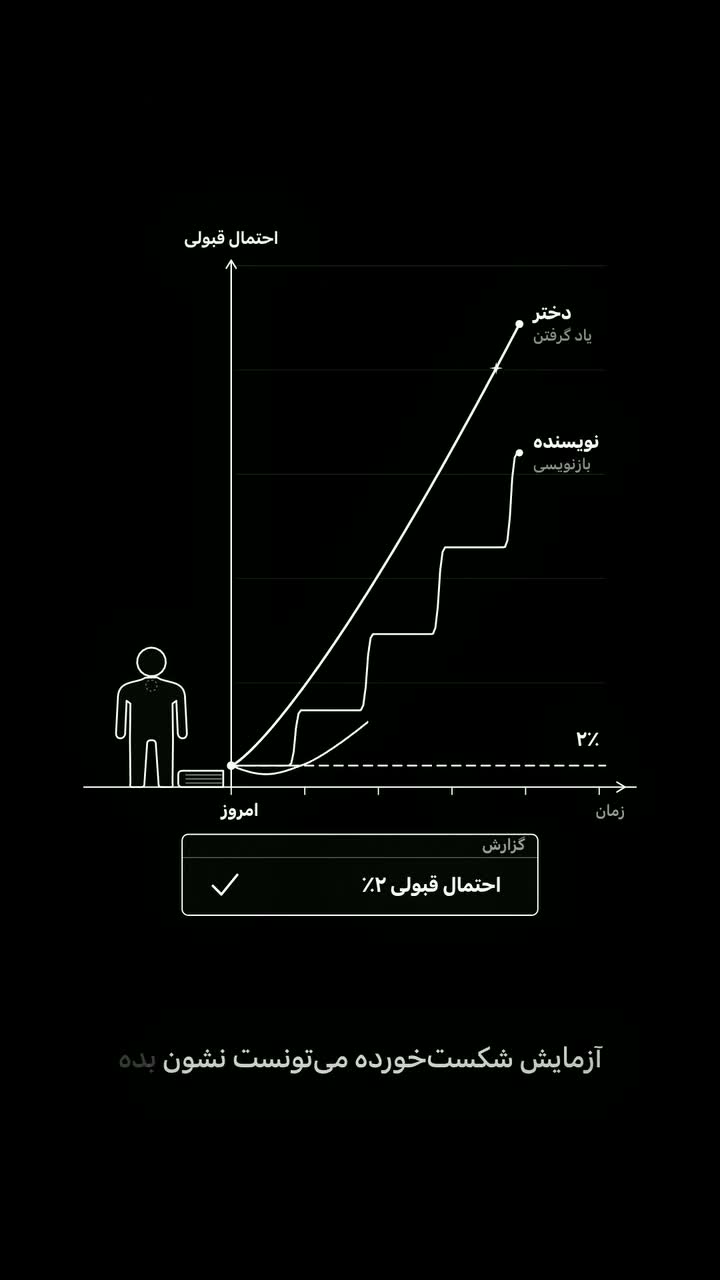 احتمال قبولی
دختر
یاد گرفتن
نویسنده
بازنویسی
۲٪
امروز
زمان
گزارش
احتمال قبولی ۲٪
آزمایش شکست‌خورده می‌تونست نشون بده